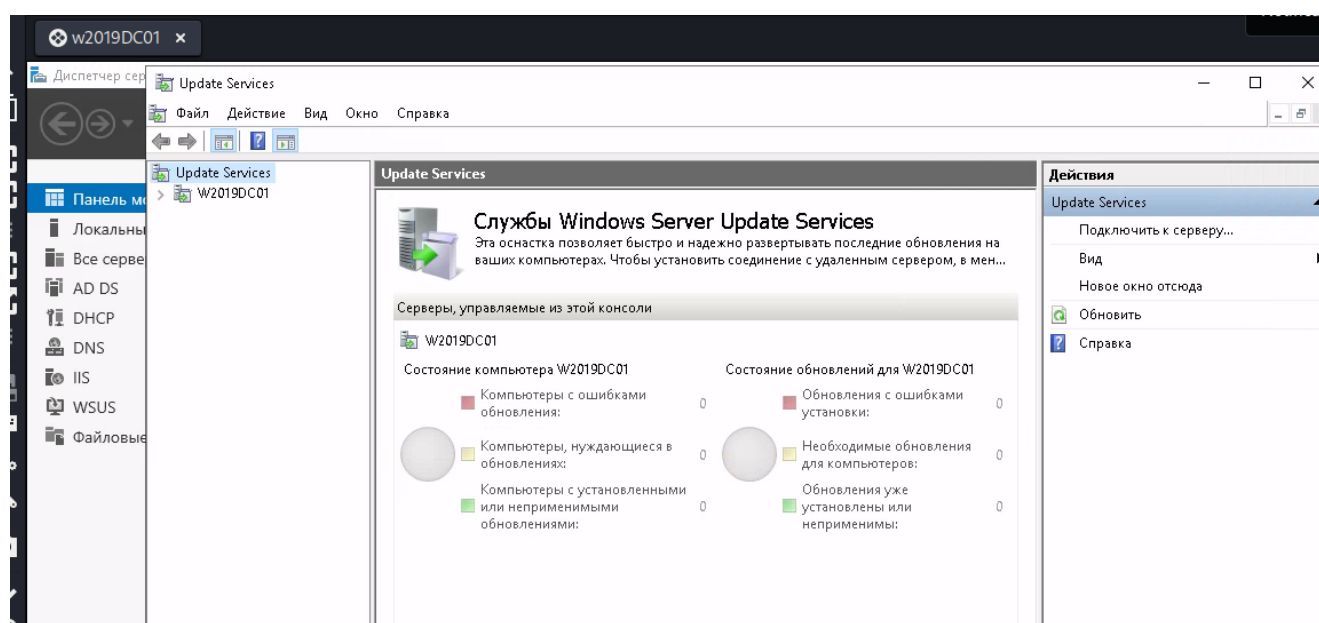 w2019DC01 ×
Диспетчер сер
Update Services
Файл Действие Вид Окно Справка
Панель мо
Локальны
Все серве
AD DS
DHCP
DNS
IIS
WSUS
Файловые
Update Services
W2019DC01
Update Services
Службы Windows Server Update Services
Эта оснастка позволяет быстро и надежно развертывать последние обновления на
ваших компьютерах. Чтобы установить соединение с удаленным сервером, в мен...
Серверы, управляемые из этой консоли
W2019DC01
Состояние компьютера W2019DC01
Компьютеры с ошибками
обновления:
0
Компьютеры, нуждающиеся в
обновлениях:
0
Компьютеры с установленными
или неприменимыми
обновлениями:
0
Состояние обновлений для W2019DC01
Обновления с ошибками
установки:
0
Необходимые обновления
для компьютеров:
0
Обновления уже
установлены или
неприменимы:
0
Действия
Update Services
Подключить к серверу...
Вид
Новое окно отсюда
Обновить
Справка